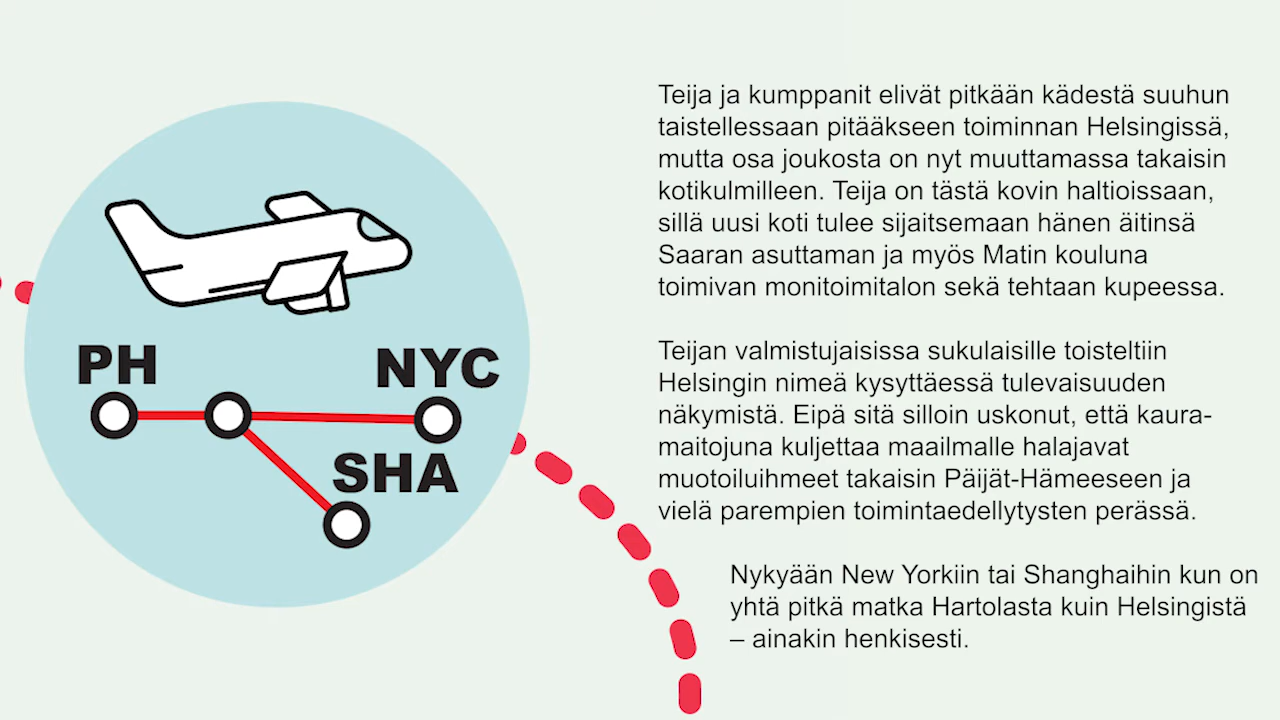 PH
NYC
SHA
Teija ja kumppanit elivät pitkään kädestä suuhun
taistellessaan pitääkseen toiminnan Helsingissä,
mutta osa joukosta on nyt muuttamassa takaisin
kotikulmilleen. Teija on tästä kovin haltioissaan,
sillä uusi koti tulee sijaitsemaan hänen äitinsä
Saaran asuttaman ja myös Matin kouluna
toimivan monitoimitalon sekä tehtaan kupeessa.
Teijan valmistujaisissa sukulaisille toisteltiin
Helsingin nimeä kysyttäessä tulevaisuuden
näkymistä. Eipä sitä silloin uskonut, että kaura-
maitojuna kuljettaa maailmalle halajavat
muotoiluihmeet takaisin Päijät-Hämeeseen ja
vielä parempien toimintaedellytysten perässä.
Nykyään New Yorkiin tai Shanghaihin kun on
yhtä pitkä matka Hartolasta kuin Helsingistä
– ainakin henkisesti.